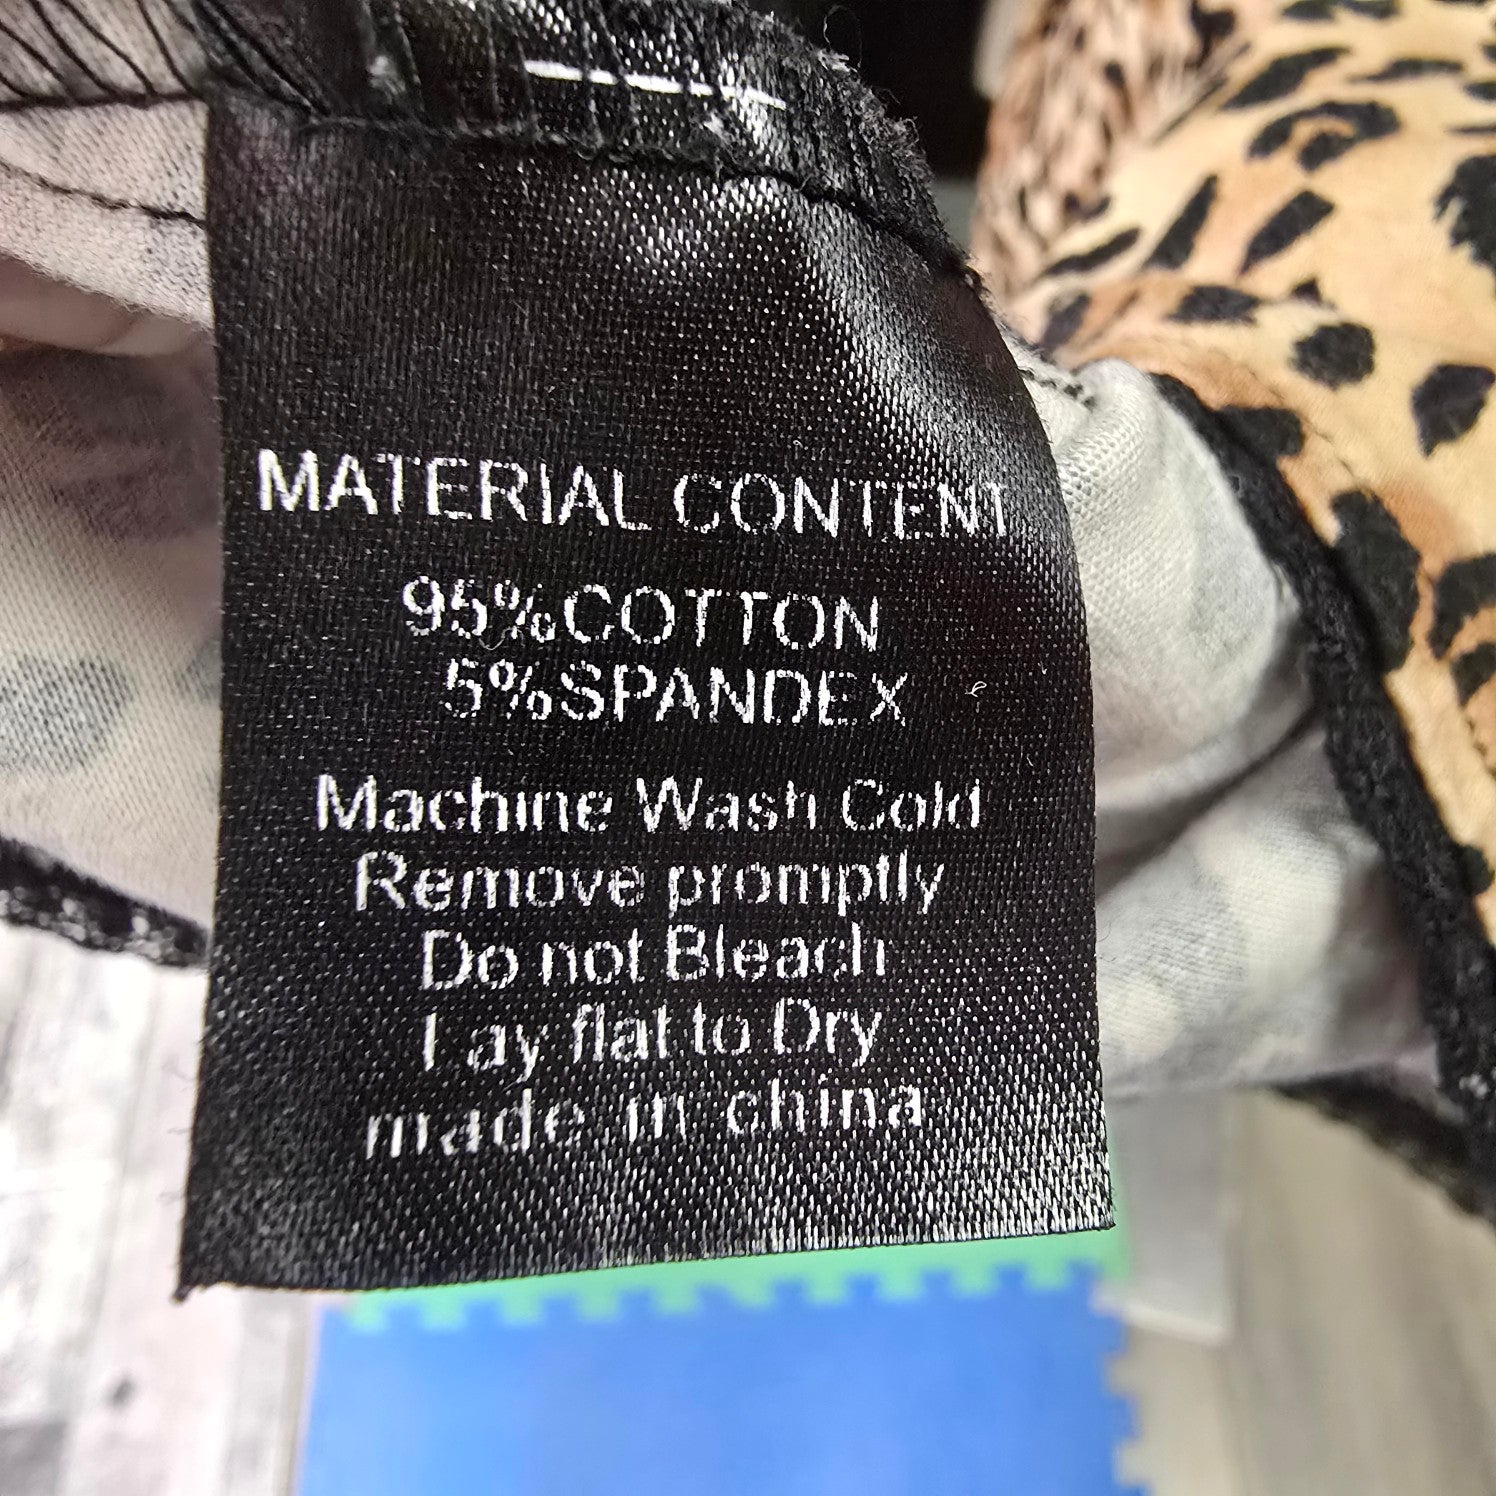 MATERIAL CONTENT
95%COTTON
5%SPANDEX
Machine Wash Cold
Remove promptly
Do not Bleach
Lay flat to Dry
made in china